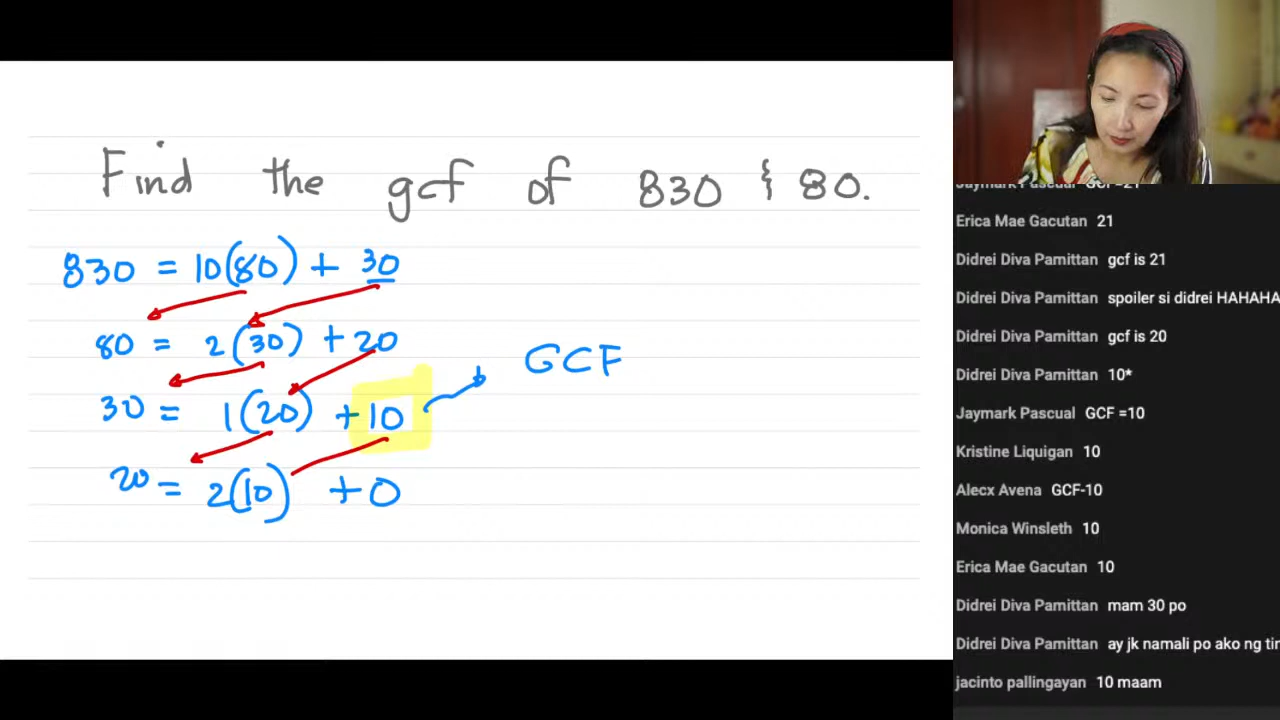 Find the gcf of 830 & 80.
830 = 10(80) + 30
80 = 2(30) + 20
30 = 1(20) + 10
GCF
20 = 2(10) + 0
Jaymark Pascual GCF=21
Erica Mae Gacutan 21
Didrei Diva Pamittan gcf is 21
Didrei Diva Pamittan spoiler si didrei HAHAHA
Didrei Diva Pamittan gcf is 20
Didrei Diva Pamittan 10*
Jaymark Pascual GCF =10
Kristine Liquigan 10
Alecx Avena GCF-10
Monica Winsleth 10
Erica Mae Gacutan 10
Didrei Diva Pamittan mam 30 po
Didrei Diva Pamittan ay jk namali po ako ng
jacinto pallingayan 10 maam